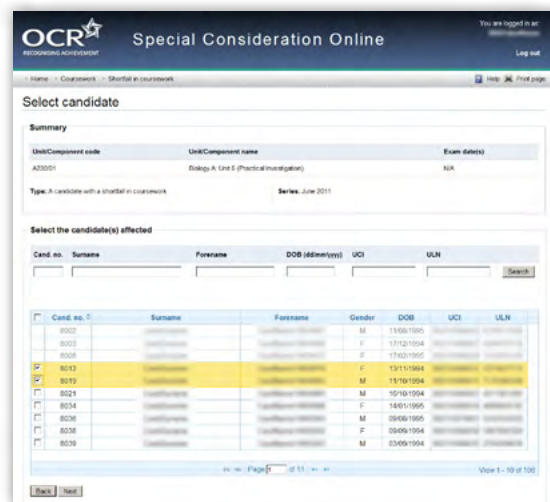 You are logged in as:
OCR
RECOGNISING ACHIEVEMENT
Special Consideration Online
Log out
Home Coursework Shortfall in coursework
Help Print page
Select candidate
Summary
Unit/Component code Unit/Component name Exam date(s)
A230/01 Biology A: Unit 5 (Practical Investigation) N/A
Type: A candidate with a shortfall in coursework Series: June 2011
Select the candidate(s) affected
Cand. no. Surname Forename DOB (dd/mm/yyyy) UCI ULN
Search
Cand. no. Surname Forename Gender DOB UCI ULN
8002 M 11/08/1995
8003 F 17/12/1994
8008 F 17/02/1995
8013 F 13/11/1994
8019 M 11/10/1994
8021 M 10/10/1994
8034 F 14/01/1995
8036 M 09/08/1995
8038 F 09/09/1994
8039 M 03/09/1994
Page 1 of 11
View 1 - 10 of 106
Back Next